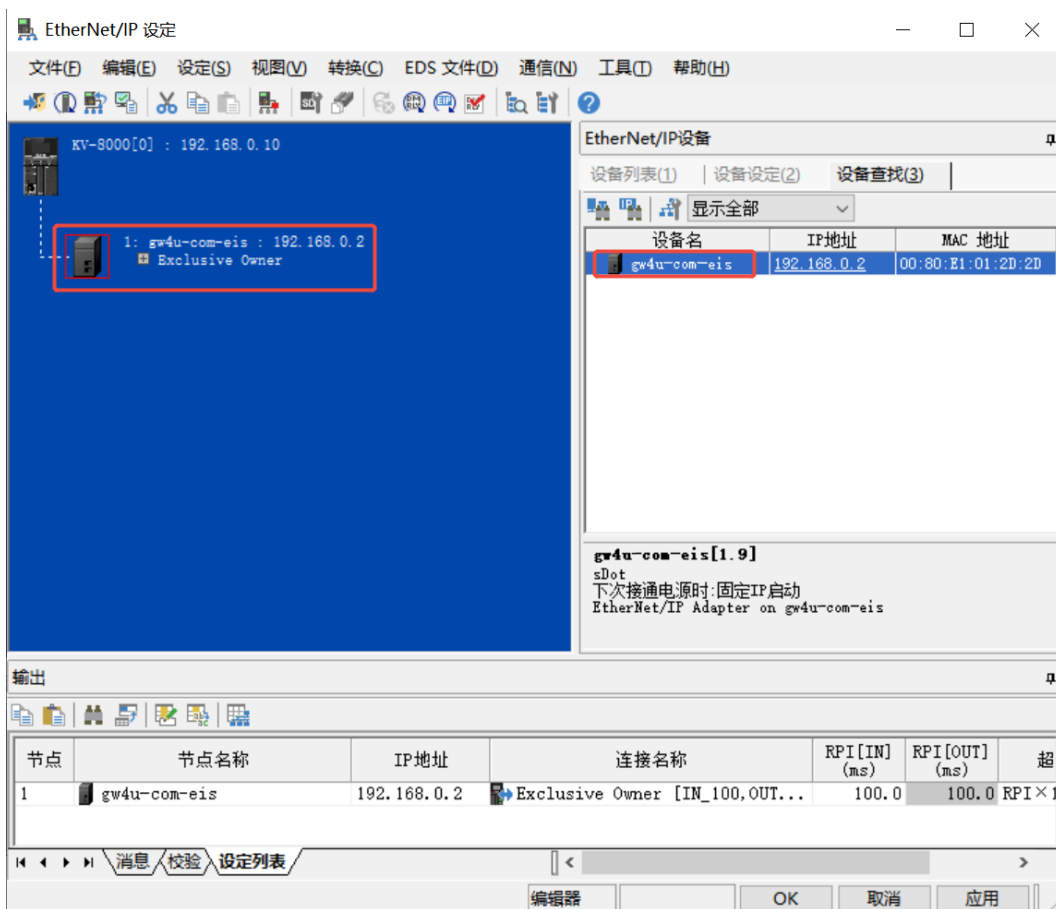 EtherNet/IP 设定
文件(F) 编辑(E) 设定(S) 视图(V) 转换(C) EDS 文件(D) 通信(N) 工具(T) 帮助(H)
KV-8000[0] : 192.168.0.10
1: gw4u-com-eis : 192.168.0.2
Exclusive Owner
EtherNet/IP设备
设备列表(1) 设备设定(2) 设备查找(3)
显示全部
设备名 IP地址 MAC 地址
gw4u-com-eis 192.168.0.2 00:80:E1:01:2D:2D
gw4u-com-eis[1.9]
sDot
下次接通电源时:固定IP启动
EtherNet/IP Adapter on gw4u-com-eis
输出
节点 节点名称 IP地址 连接名称 RPI[IN] (ms) RPI[OUT] (ms) 超
1 gw4u-com-eis 192.168.0.2 Exclusive Owner [IN_100,OUT... 100.0 100.0 RPI×1
消息 校验 设定列表
编辑器 OK 取消 应用